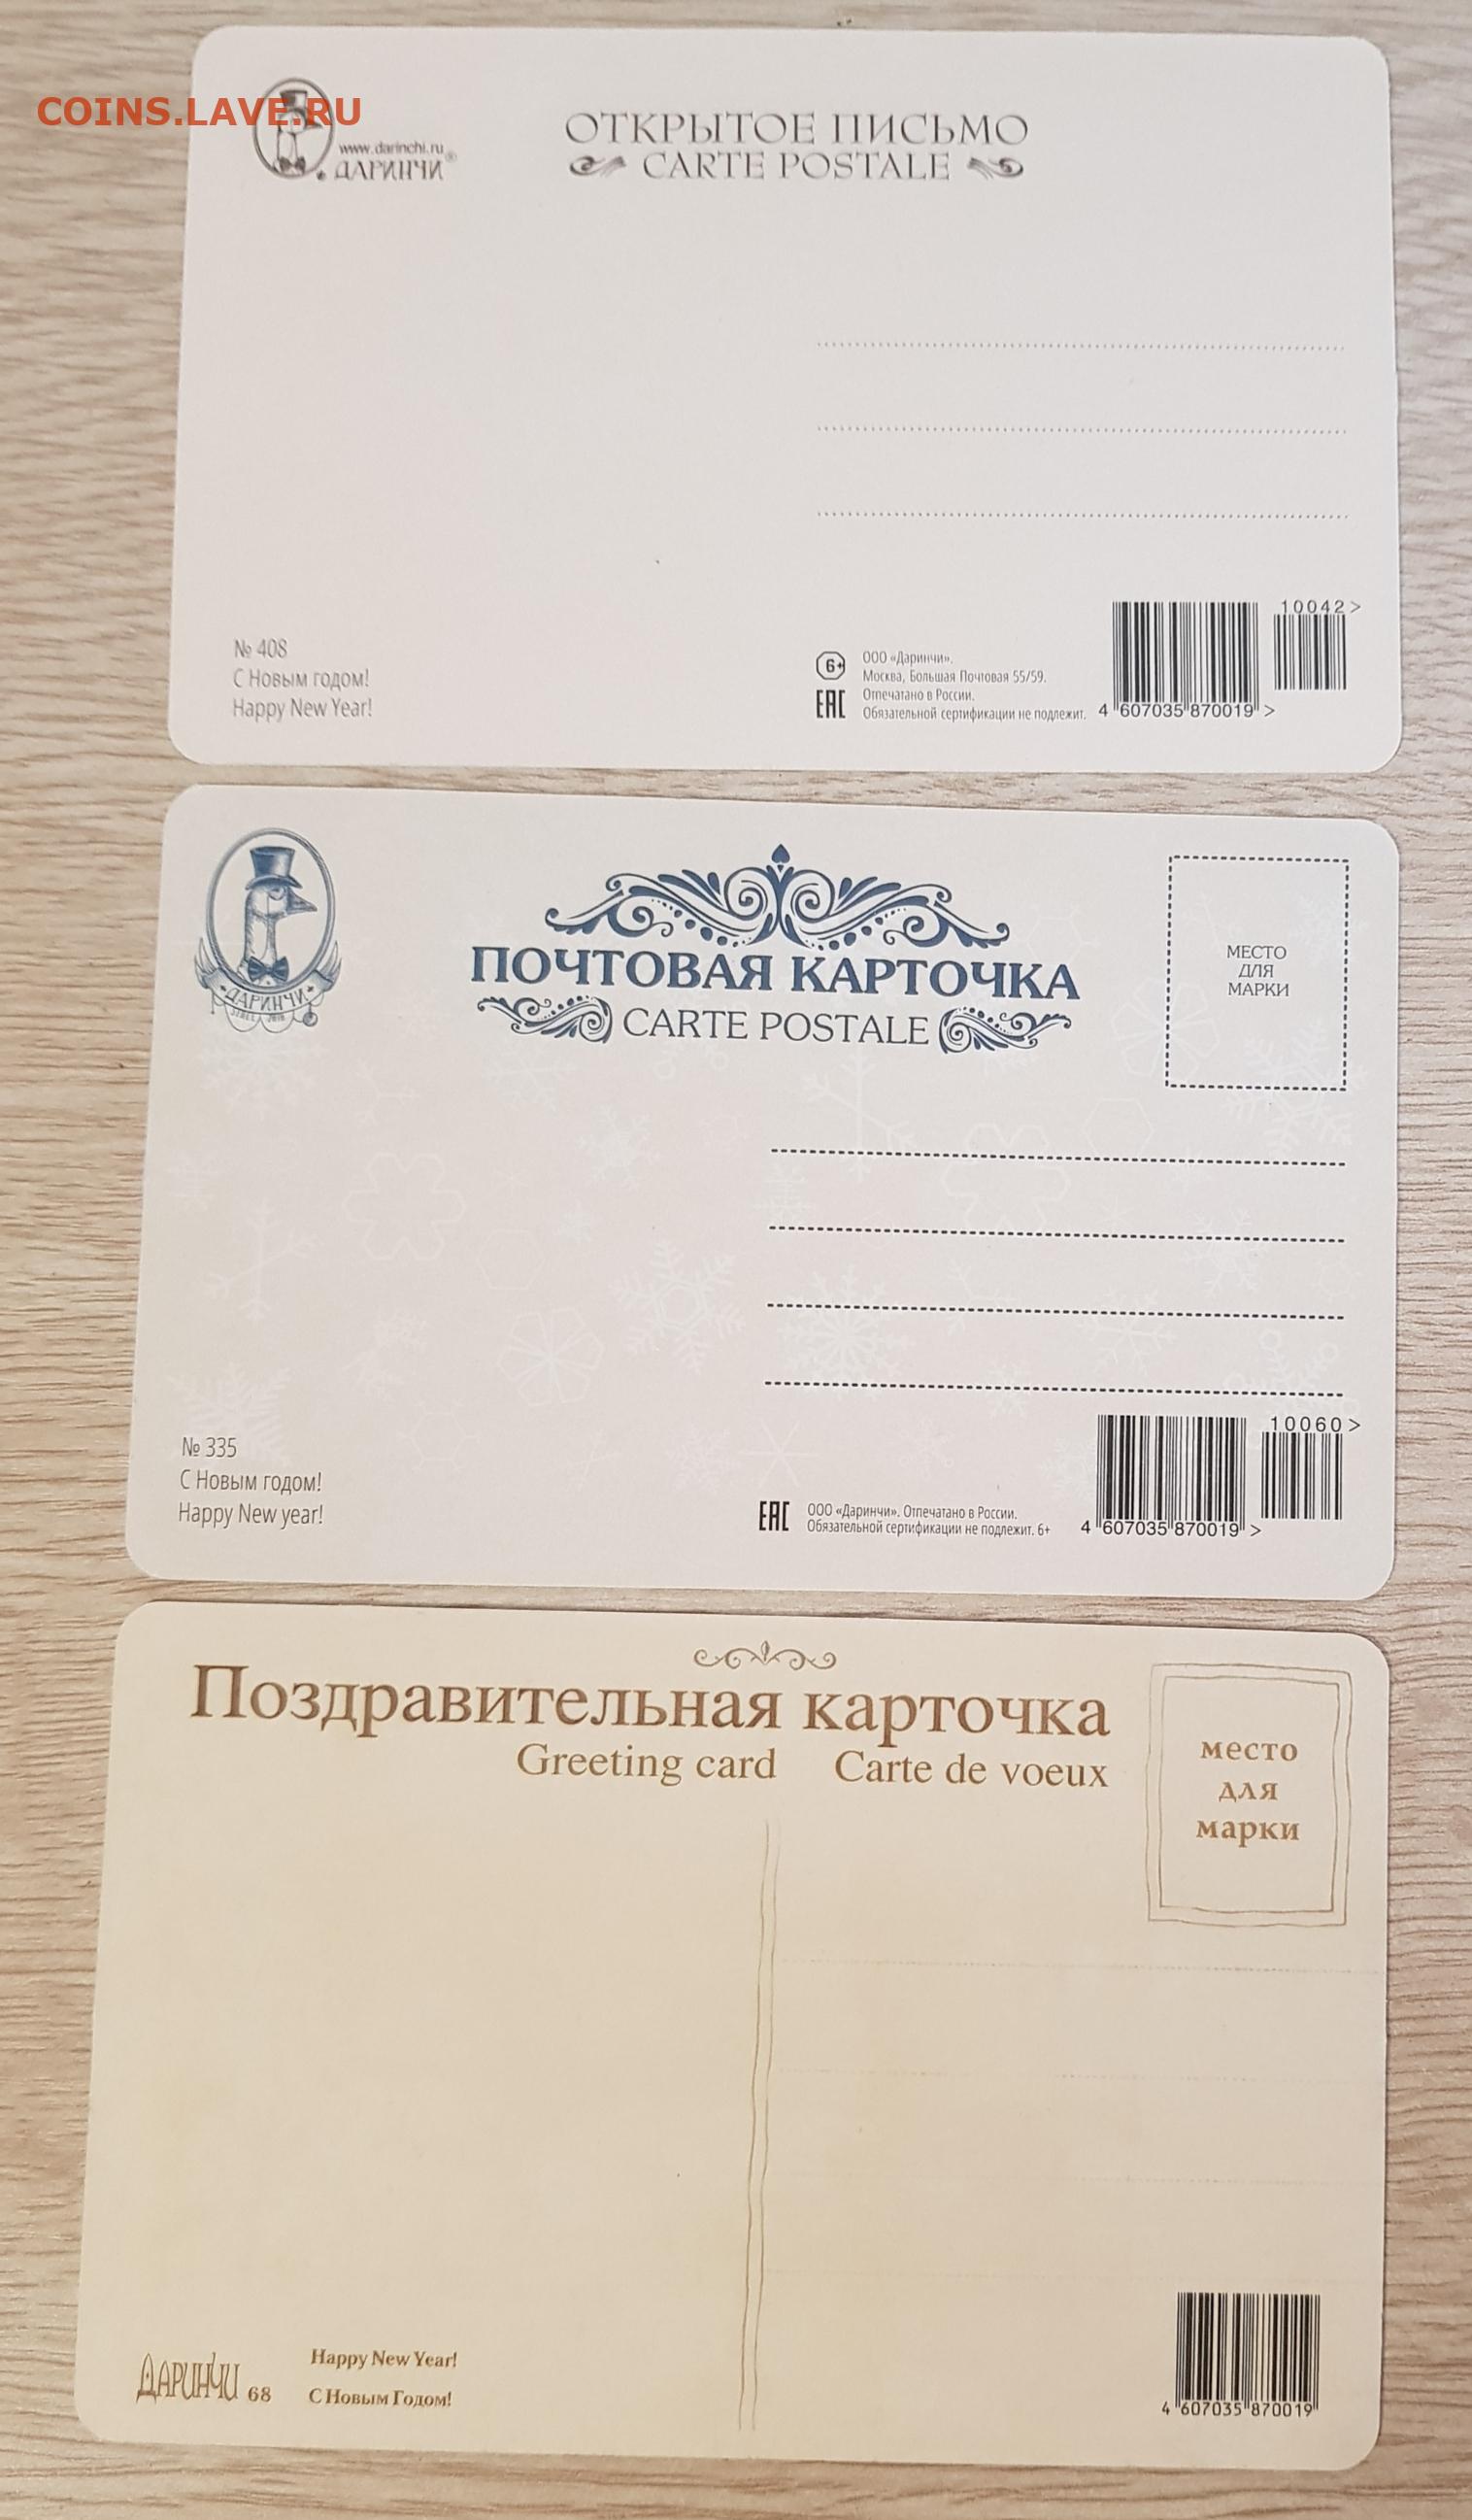 COINS.LAVE.RU
www.darinchi.ru
ДАРИНЧИ®
ОТКРЫТОЕ ПИСЬМО
CARTE POSTALE
№ 408
С Новым годом!
Happy New Year!
6+
ООО «Даринчи».
Москва, Большая Почтовая 55/59.
EAC
Отпечатано в России.
Обязательной сертификации не подлежит.
10042>
4 607035 870019 >
ДАРИНЧИ
ПОЧТОВАЯ КАРТОЧКА
CARTE POSTALE
МЕСТО
ДЛЯ
МАРКИ
№ 335
С Новым годом!
Happy New year!
EAC
ООО «Даринчи». Отпечатано в России.
Обязательной сертификации не подлежит. 6+
10060>
4 607035 870019 >
Поздравительная карточка
Greeting card Carte de voeux
место
для
марки
ДАРИНЧИ 68
Happy New Year!
С Новым Годом!
4 607035 870019